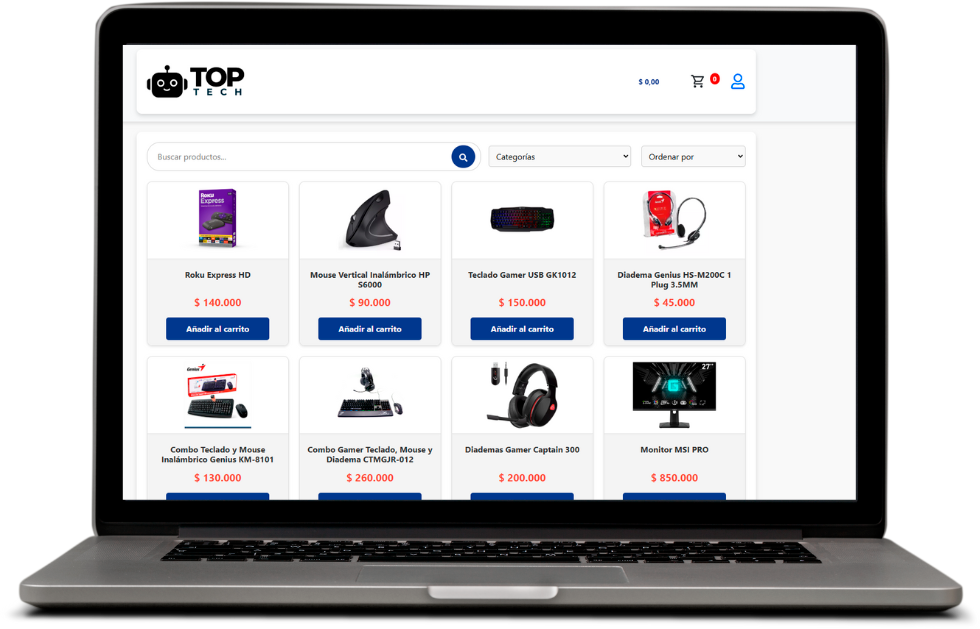 TOP
TECH
$ 0,00
0
Buscar productos...
Categorías
Ordenar por
Roku
Express
Roku Express HD
$ 140.000
Añadir al carrito
Mouse Vertical Inalámbrico HP
S6000
$ 90.000
Añadir al carrito
Teclado Gamer USB GK1012
$ 150.000
Añadir al carrito
Diadema Genius HS-M200C 1
Plug 3.5MM
$ 45.000
Añadir al carrito
Genius
27"
Combo Teclado y Mouse
Inalámbrico Genius KM-8101
$ 130.000
Combo Gamer Teclado, Mouse y
Diadema CTMGJR-012
$ 260.000
Diademas Gamer Captain 300
$ 200.000
Monitor MSI PRO
$ 850.000